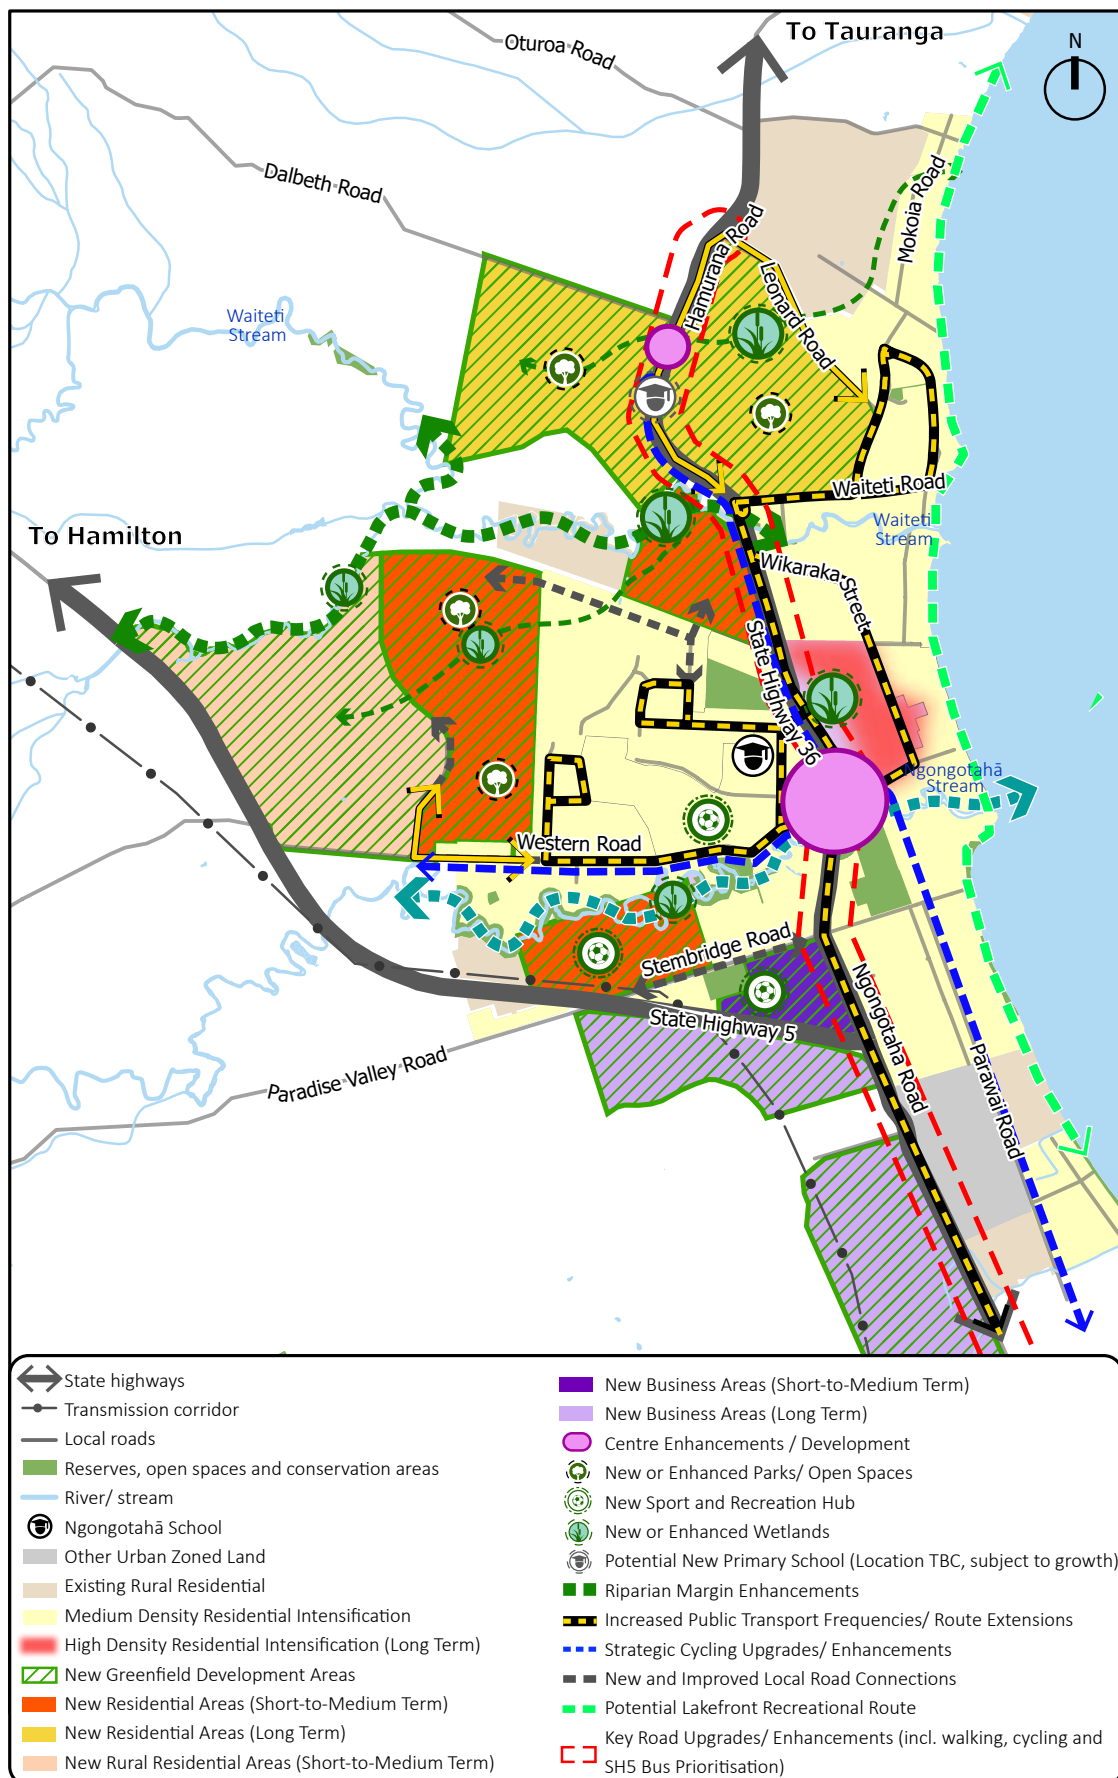 To Tauranga
N
Oturoa Road
Dalbeth Road
Mokoia Road
Hamurana Road
Leonard Road
Waiteti
Stream
Waiteti Road
Waiteti
Stream
To Hamilton
Wikaraka Street
State Highway 36
Ngongotahā
Stream
Western Road
Stembridge Road
State Highway 5
Ngongotaha Road
Parawai Road
Paradise Valley Road
State highways
Transmission corridor
Local roads
Reserves, open spaces and conservation areas
River/ stream
Ngongotahā School
Other Urban Zoned Land
Existing Rural Residential
Medium Density Residential Intensification
High Density Residential Intensification (Long Term)
New Greenfield Development Areas
New Residential Areas (Short-to-Medium Term)
New Residential Areas (Long Term)
New Rural Residential Areas (Short-to-Medium Term)
New Business Areas (Short-to-Medium Term)
New Business Areas (Long Term)
Centre Enhancements / Development
New or Enhanced Parks/ Open Spaces
New Sport and Recreation Hub
New or Enhanced Wetlands
Potential New Primary School (Location TBC, subject to growth)
Riparian Margin Enhancements
Increased Public Transport Frequencies/ Route Extensions
Strategic Cycling Upgrades/ Enhancements
New and Improved Local Road Connections
Potential Lakefront Recreational Route
Key Road Upgrades/ Enhancements (incl. walking, cycling and
SH5 Bus Prioritisation)